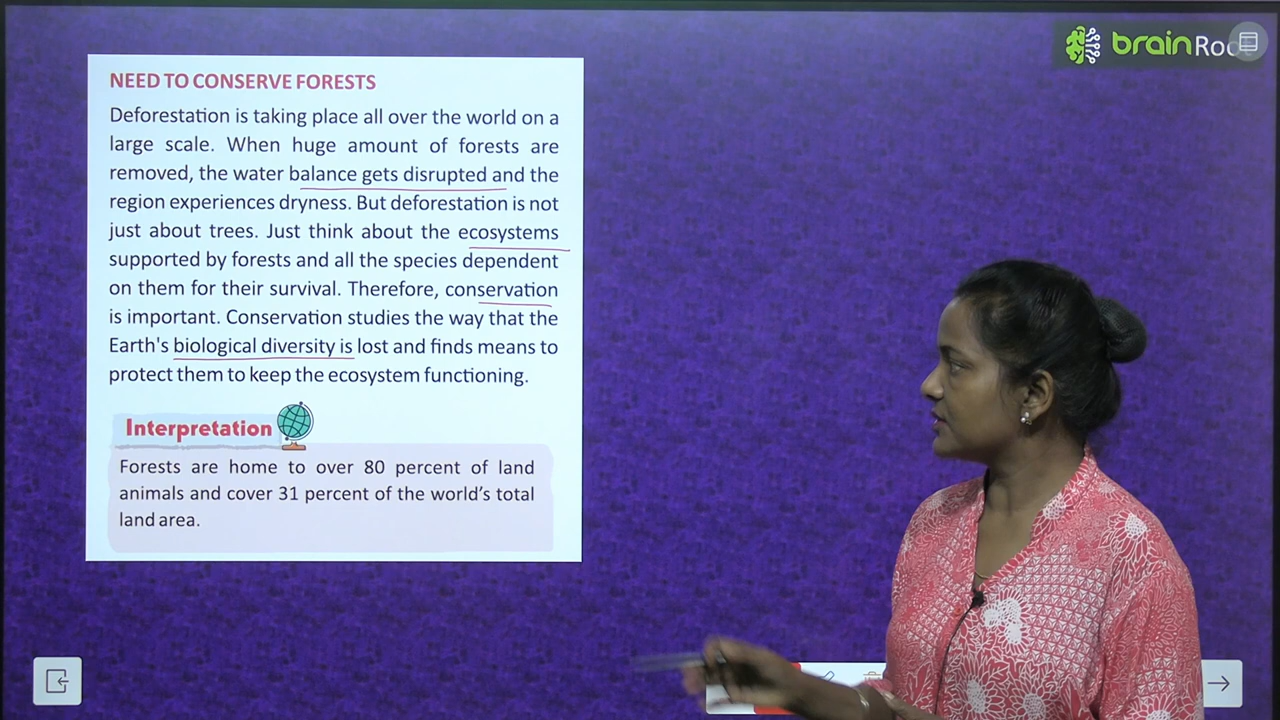 brainRoo
NEED TO CONSERVE FORESTS
Deforestation is taking place all over the world on a
large scale. When huge amount of forests are
removed, the water balance gets disrupted and the
region experiences dryness. But deforestation is not
just about trees. Just think about the ecosystems
supported by forests and all the species dependent
on them for their survival. Therefore, conservation
is important. Conservation studies the way that the
Earth's biological diversity is lost and finds means to
protect them to keep the ecosystem functioning.
Interpretation
Forests are home to over 80 percent of land
animals and cover 31 percent of the world's total
land area.